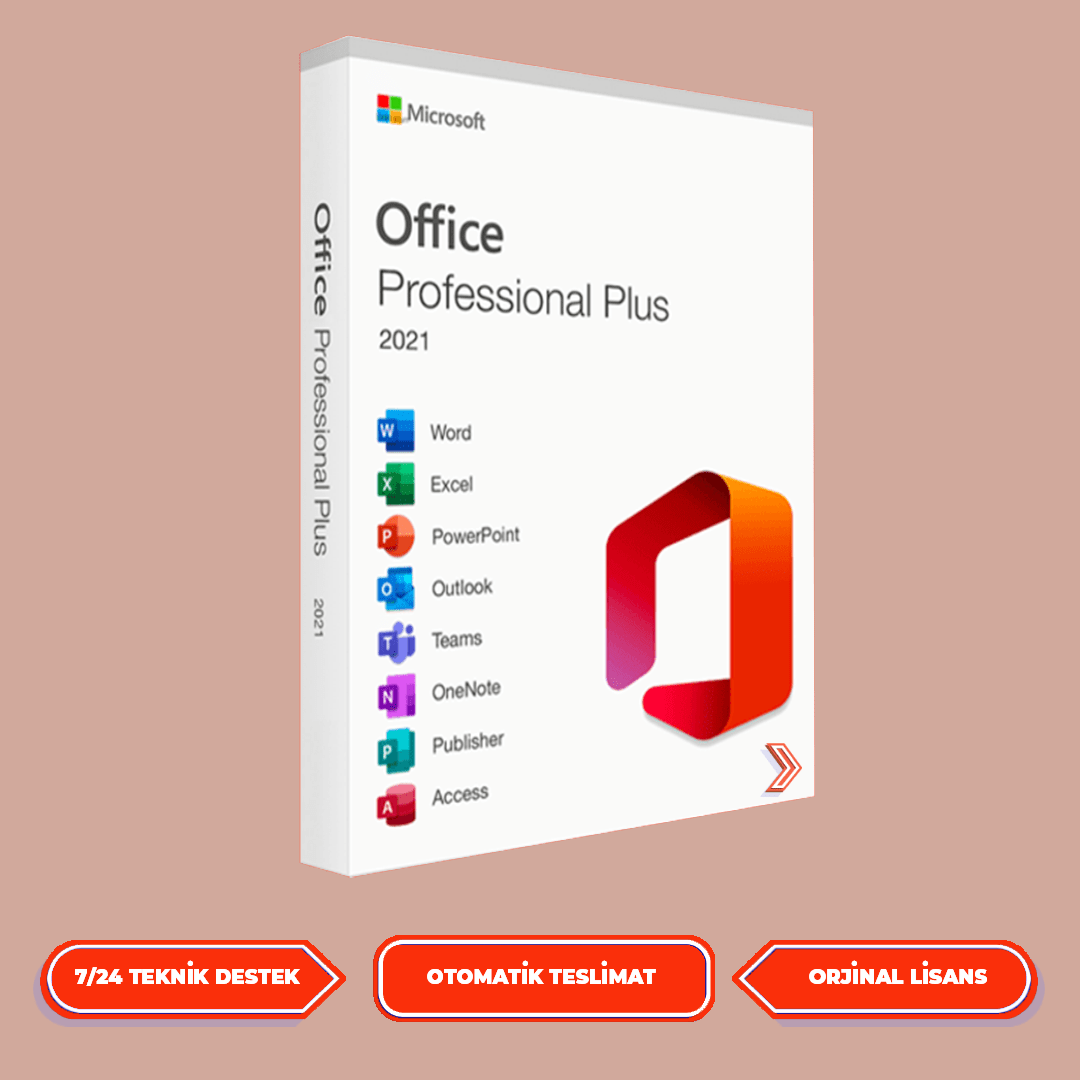 Microsoft
Office
Professional Plus
2021
Office Professional Plus 2021
W Word
X Excel
P PowerPoint
O Outlook
T Teams
N OneNote
P Publisher
A Access
7/24 TEKNİK DESTEK
OTOMATİK TESLİMAT
ORJİNAL LİSANS